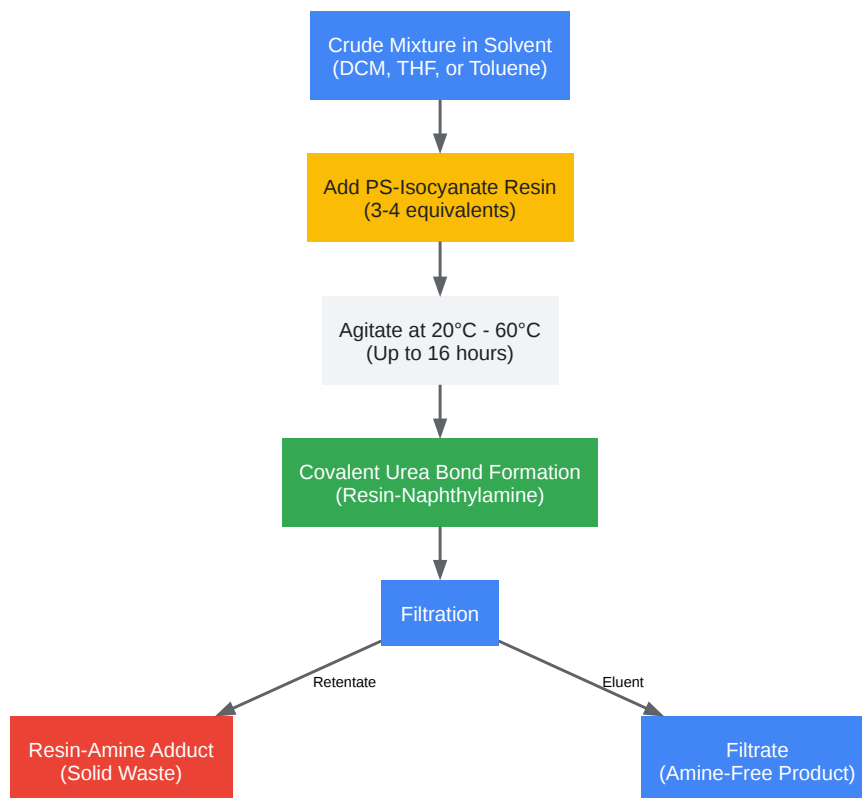 Crude Mixture in Solvent
(DCM, THF, or Toluene)
Add PS-Isocyanate Resin
(3-4 equivalents)
Agitate at 20°C - 60°C
(Up to 16 hours)
Covalent Urea Bond Formation
(Resin-Naphthylamine)
Filtration
Retentate
Eluent
Resin-Amine Adduct
(Solid Waste)
Filtrate
(Amine-Free Product)